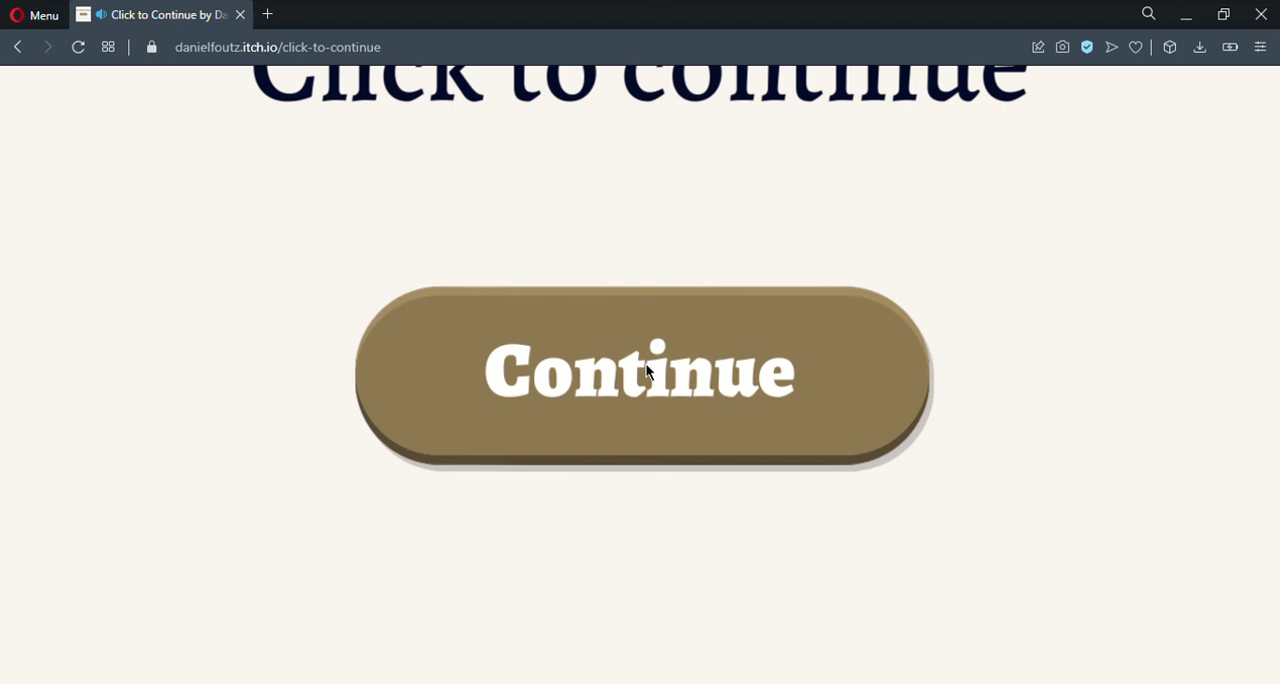 Menu
Click to Continue by Da
danielfoutz.itch.io/click-to-continue
Click to continue
Continue